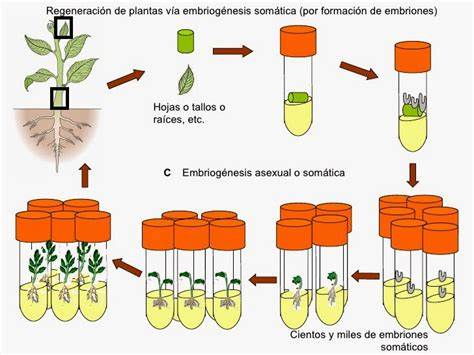 Regeneración de plantas vía embriogénesis somática (por formación de embriones)
Hojas o tallos o
raíces, etc.
C Embriogénesis asexual o somática
Cientos y miles de embriones
somáticos